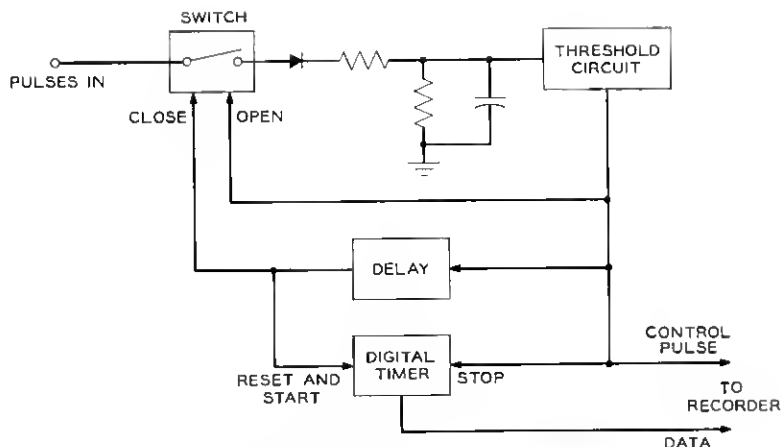 SWITCH
PULSES IN
THRESHOLD
CIRCUIT
CLOSE
OPEN
DELAY
DIGITAL
TIMER
RESET AND
START
STOP
CONTROL
PULSE
TO
RECORDER
DATA